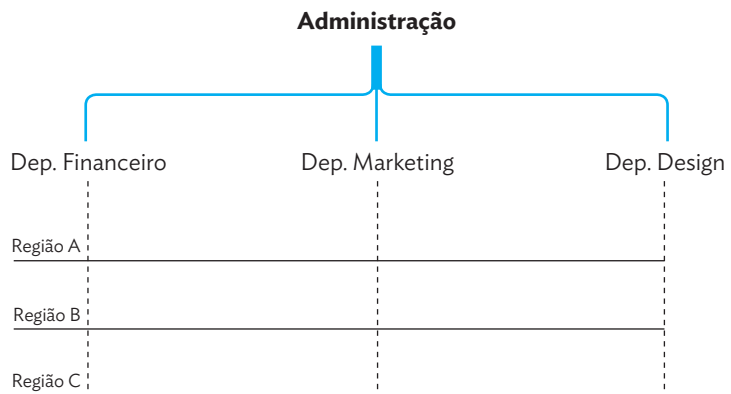 Administração
Dep. Financeiro Dep. Marketing Dep. Design
Região A
Região B
Região C